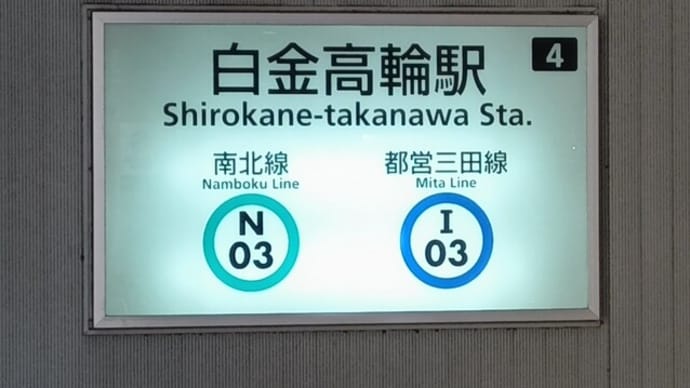 白金高輪駅 4
Shirokane-takanawa Sta.
南北線 都営三田線
Namboku Line Mita Line
N I
03 03